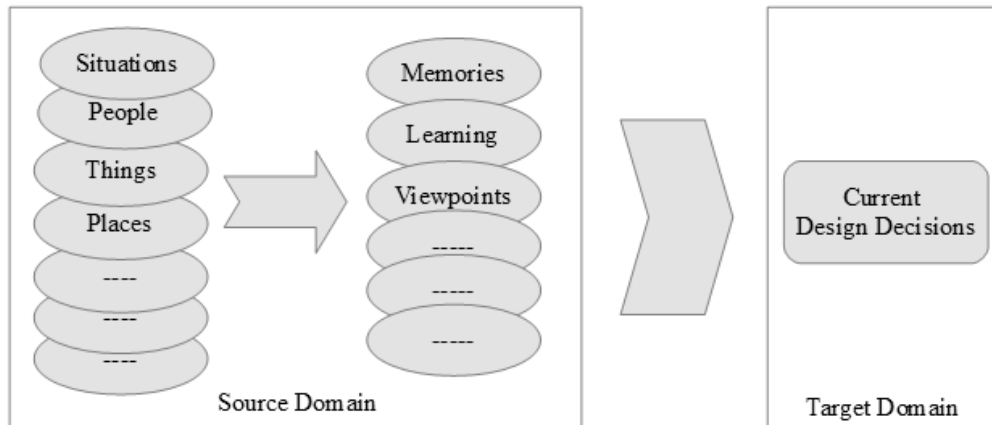 Situations
People
Things
Places
----
----
----
Memories
Learning
Viewpoints
-----
-----
-----
Source Domain
Current
Design Decisions
Target Domain